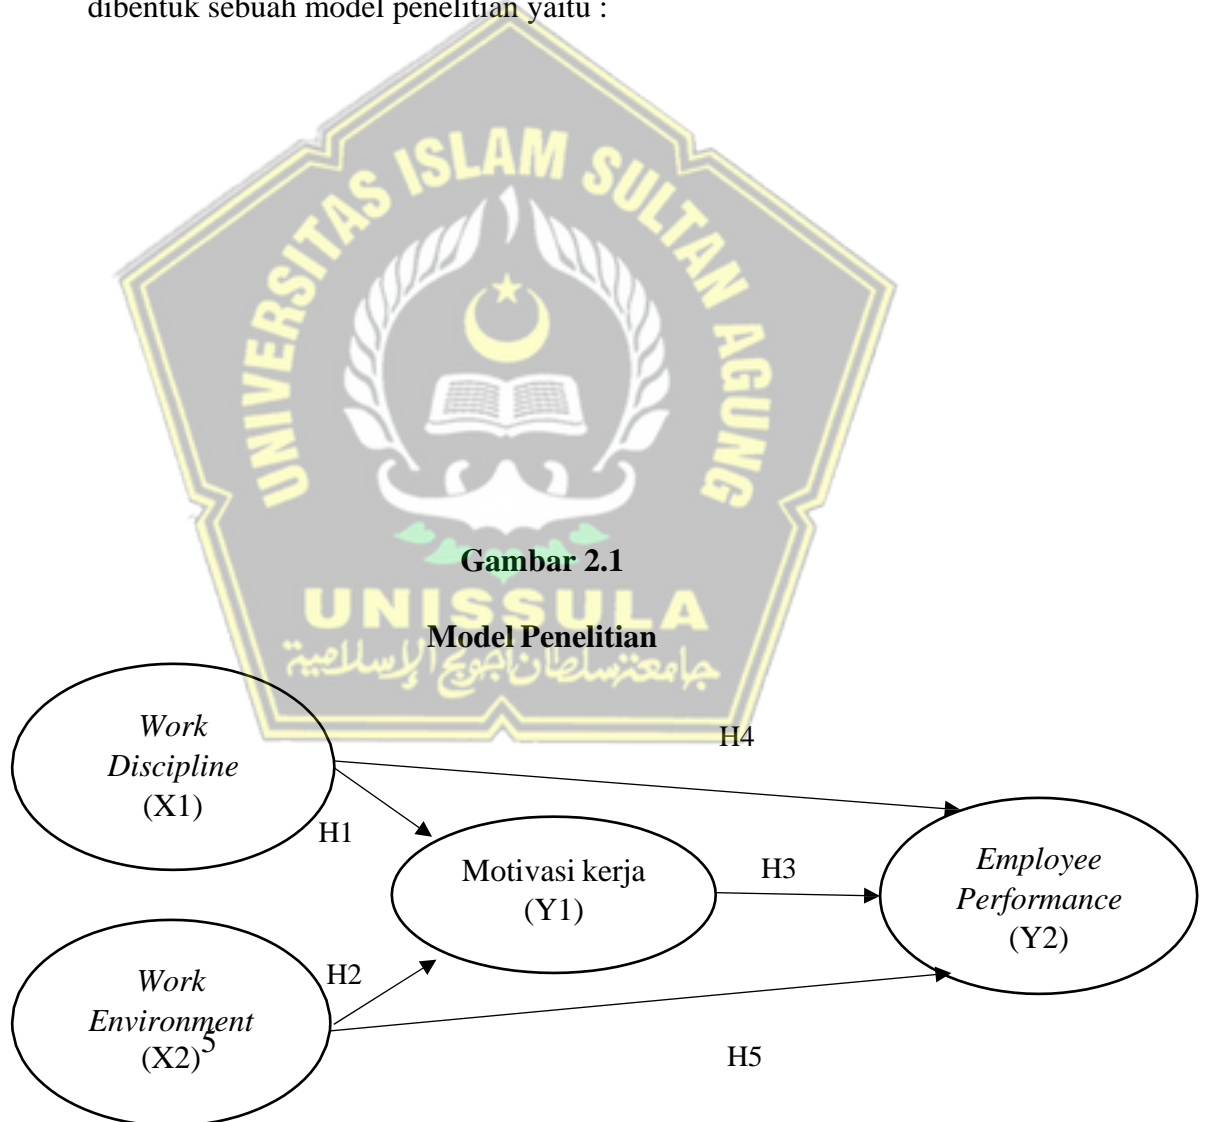 dibentuk sebuah model penelitian yaitu :
UNIVERSITAS ISLAM SULTAN AGUNG
Gambar 2.1
UNISSULA
Model Penelitian
جامعة سلطان أجونج الإسلامية
Work
Discipline
(X1)
H4
H1
Motivasi kerja
(Y1)
H3
Employee
Performance
(Y2)
H2
Work
Environment
(X2)
5
H5